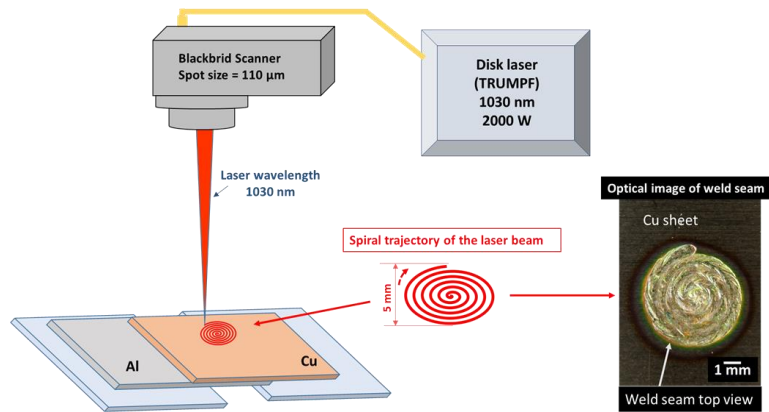 Blackbrid Scanner
Spot size = 110 µm
Disk laser
(TRUMPF)
1030 nm
2000 W
Laser wavelength
1030 nm
Optical image of weld seam
Cu sheet
Spiral trajectory of the laser beam
5 mm
Al
Cu
1 mm
Weld seam top view